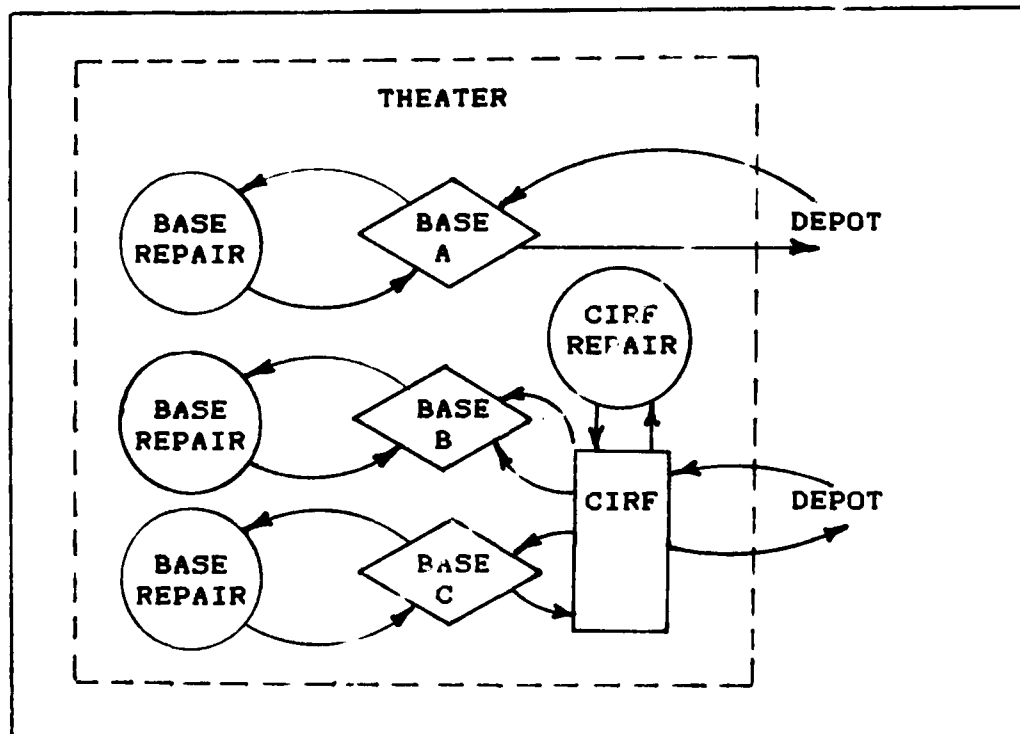 THEATER
BASE
REPAIR
BASE
A
DEPOT
CIRF
REPAIR
BASE
REPAIR
BASE
B
CIRF
DEPOT
BASE
REPAIR
BASE
C